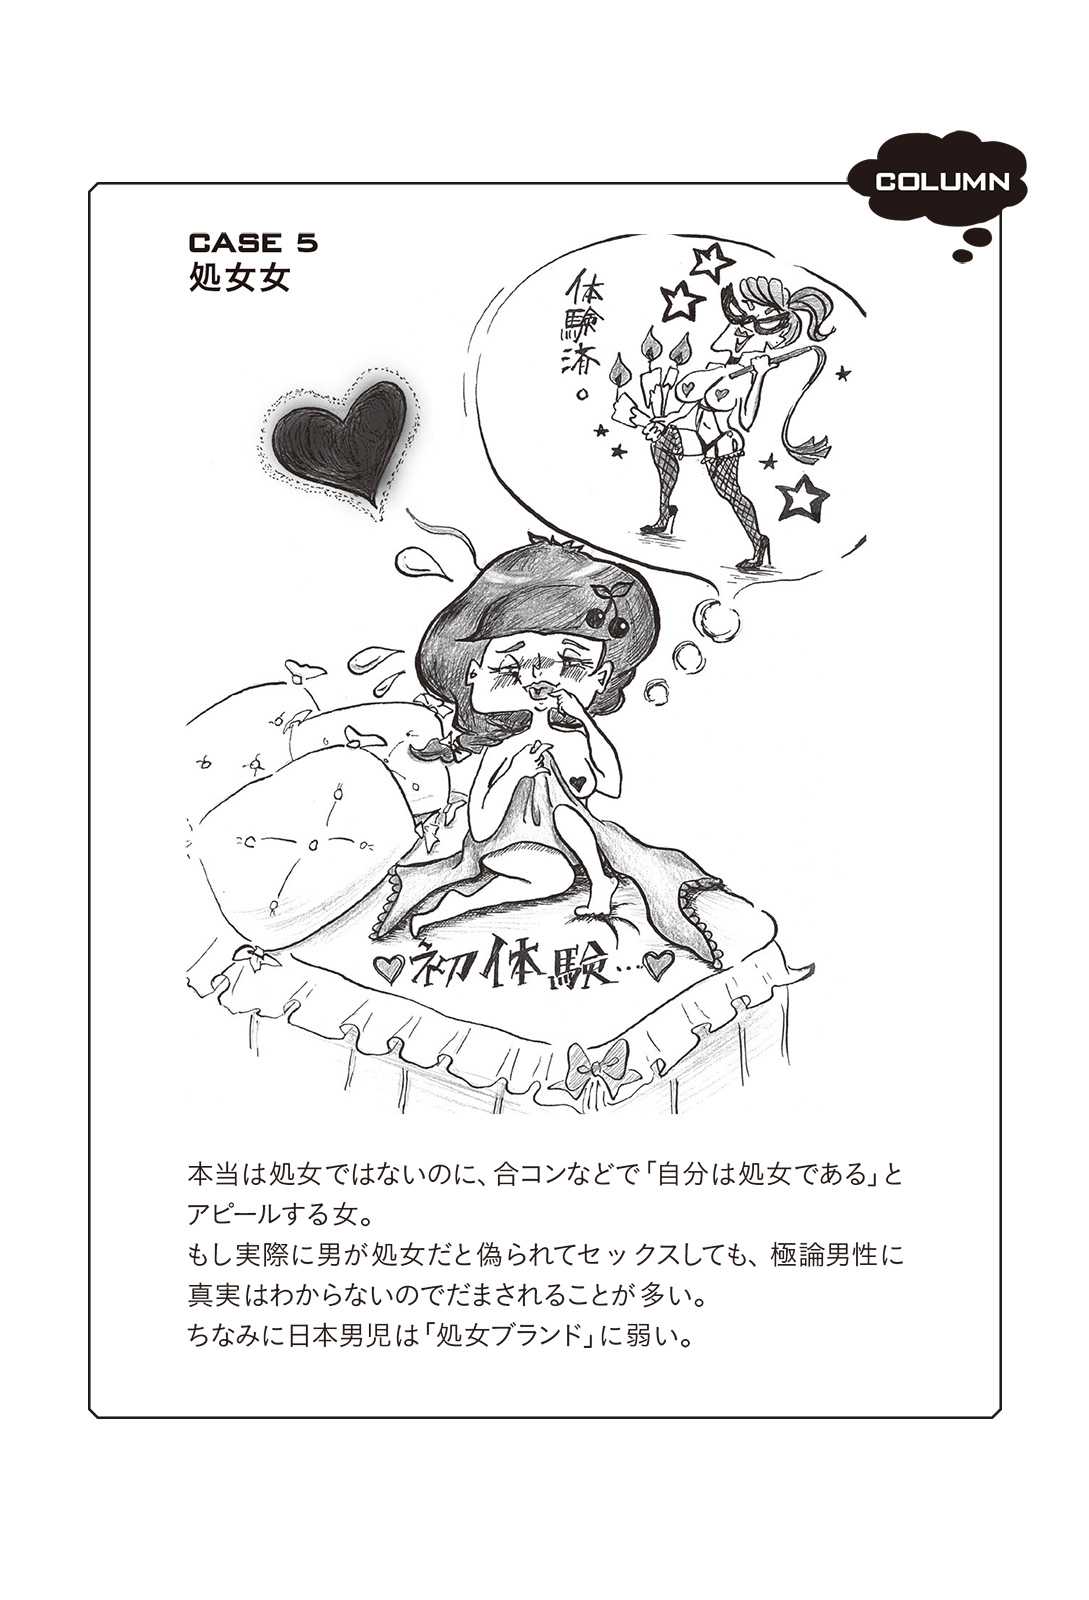 COLUMN
CASE 5
処女女
体験済。
初体験…
本当は処女ではないのに、合コンなどで「自分は処女である」と
アピールする女。
もし実際に男が処女だと偽られてセックスしても、極論男性に
真実はわからないのでだまされることが多い。
ちなみに日本男児は「処女ブランド」に弱い。